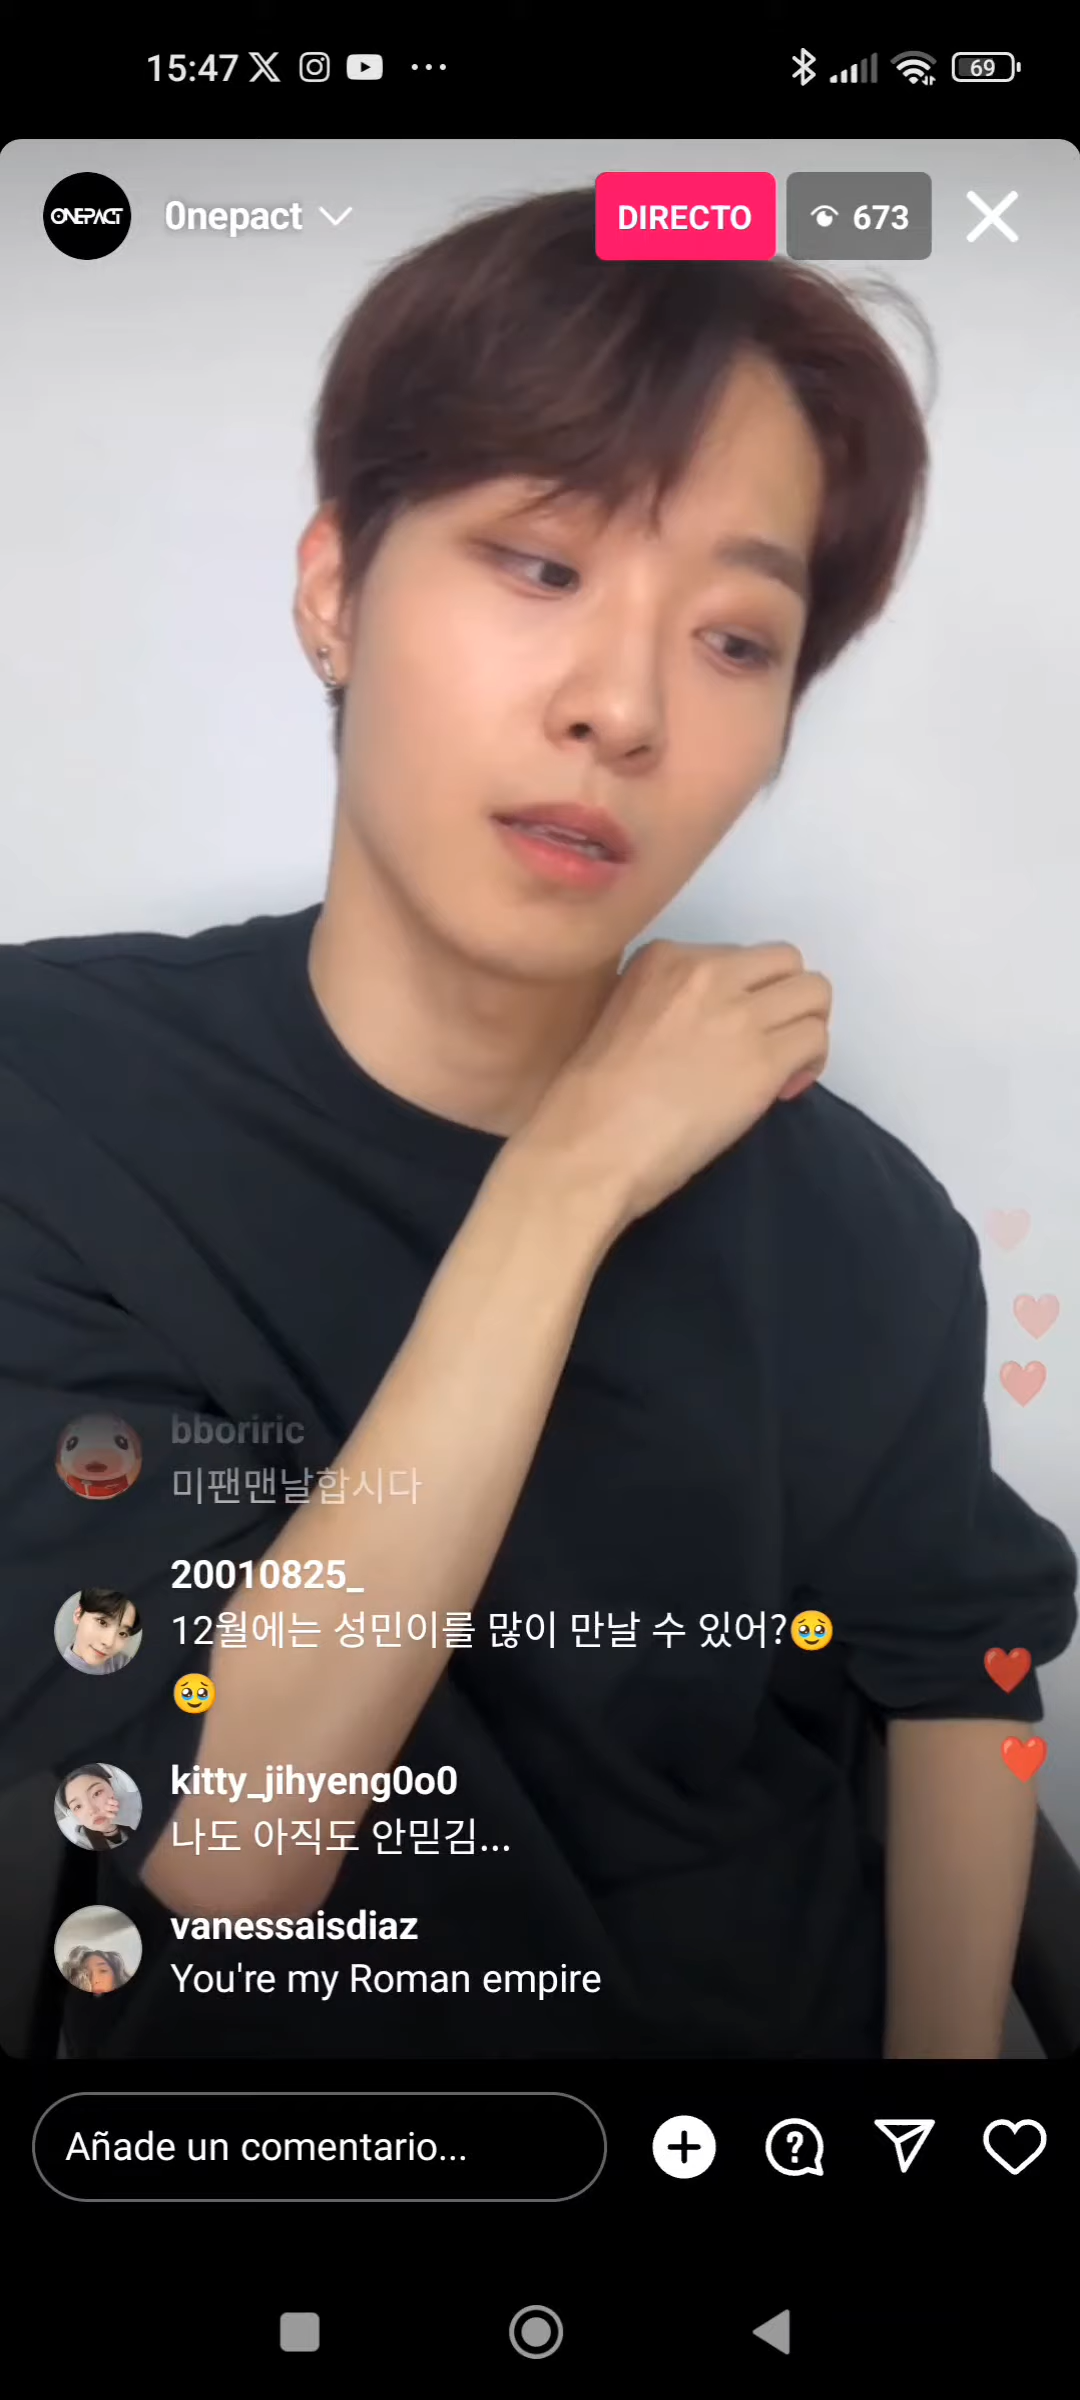 15:47
69
ONEPACT
0nepact
DIRECTO
673
bboriric
미팬맨날합시다
20010825_
12월에는 성민이를 많이 만날 수 있어?🥹
🥹
kitty_jihyeng0o0
나도 아직도 안믿김...
vanessaisdiaz
You're my Roman empire
Añade un comentario...